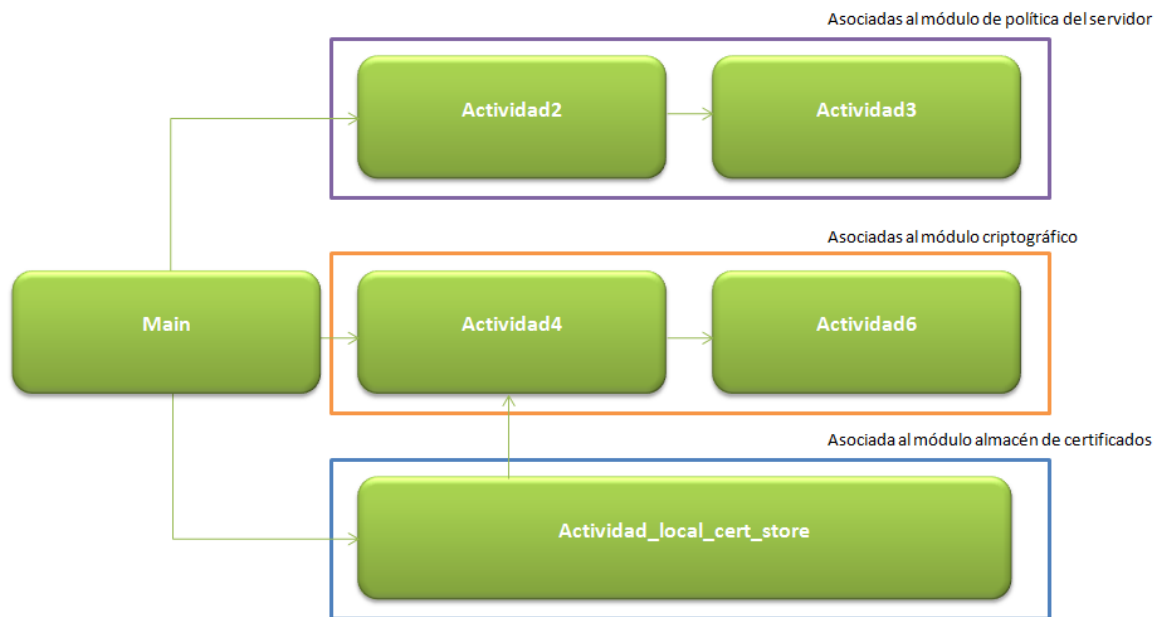 Asociadas al módulo de política del servidor
Actividad2
Actividad3
Asociadas al módulo criptográfico
Main
Actividad4
Actividad6
Asociada al módulo almacén de certificados
Actividad_local_cert_store